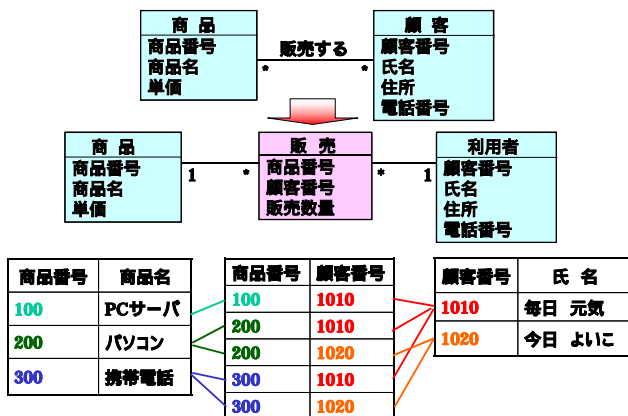 商 品
商品番号
商品名
単価
販売する
*
*
顧 客
顧客番号
氏名
住所
電話番号
商 品
商品番号
商品名
単価
1
*
販 売
商品番号
顧客番号
販売数量
*
1
利用者
顧客番号
氏名
住所
電話番号
商品番号 商品名
100 PCサーバ
200 パソコン
300 携帯電話
商品番号 顧客番号
100 1010
200 1010
200 1020
300 1010
300 1020
顧客番号 氏 名
1010 毎日 元気
1020 今日 よいこ